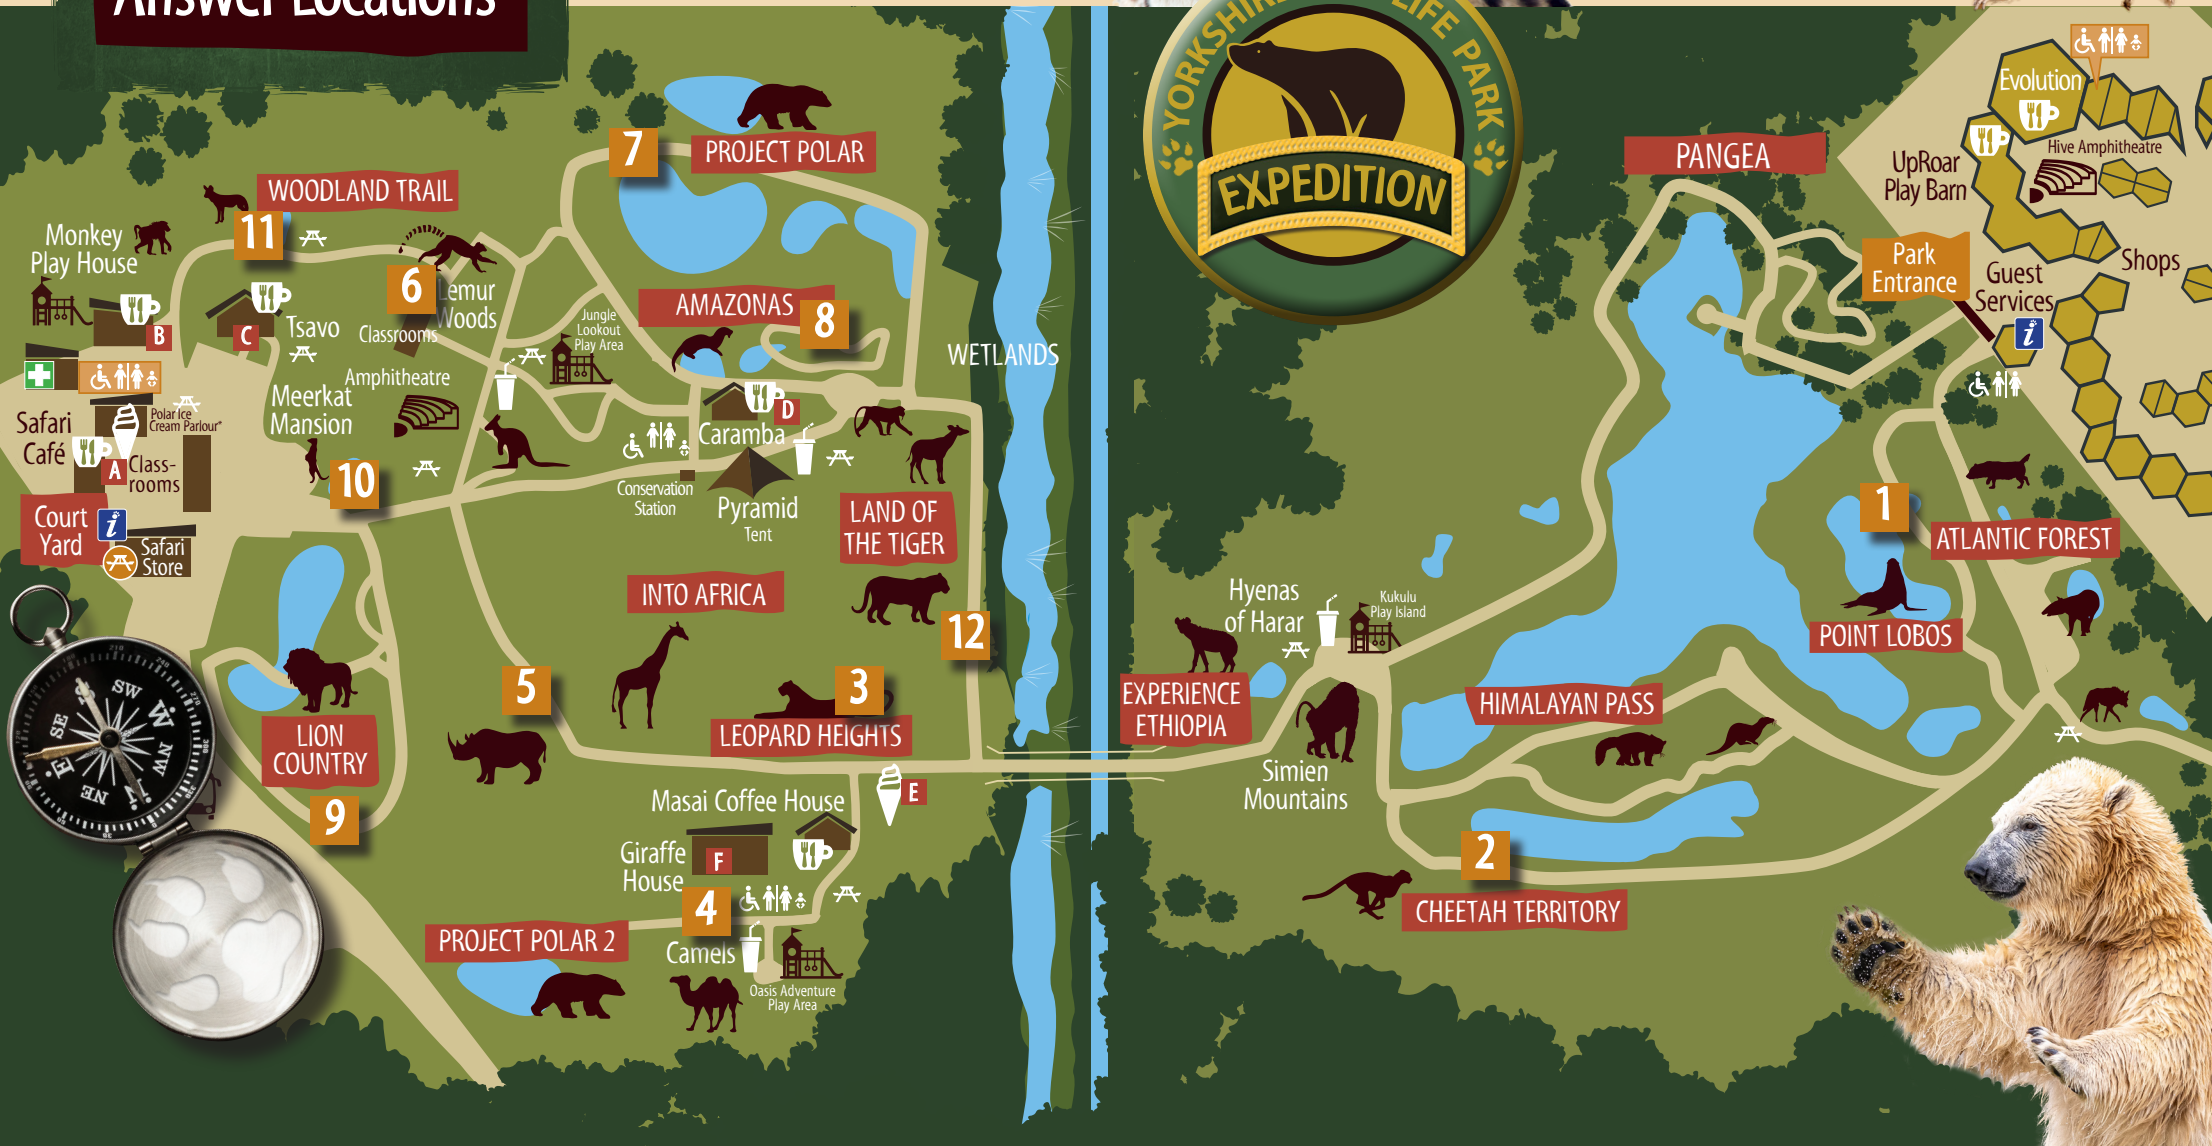 Answer Locations
YORKSHIRE WILDLIFE PARK
EXPEDITION
7
PROJECT POLAR
WOODLAND TRAIL
11
Monkey
Play House
B
C
Tsavo
6
Lemur
Woods
Classrooms
Jungle
Lookout
Play Area
AMAZONAS
8
WETLANDS
Amphitheatre
Meerkat
Mansion
10
Safari
Café
Polar Ice
Cream Parlour*
A
Class-
rooms
Court
Yard
i
Safari
Store
D
Caramba
Conservation
Station
Pyramid
Tent
LAND OF
THE TIGER
12
INTO AFRICA
5
3
LEOPARD HEIGHTS
LION
COUNTRY
9
Masai Coffee House
E
Giraffe
House
F
4
Camels
PROJECT POLAR 2
Oasis Adventure
Play Area
SW
W
NW
N
NE
E
SE
S
PANGEA
Evolution
UpRoar
Play Barn
Hive Amphitheatre
Park
Entrance
Guest
Services
i
Shops
1
ATLANTIC FOREST
POINT LOBOS
Hyenas
of Harar
Kukulu
Play Island
EXPERIENCE
ETHIOPIA
Simien
Mountains
HIMALAYAN PASS
2
CHEETAH TERRITORY